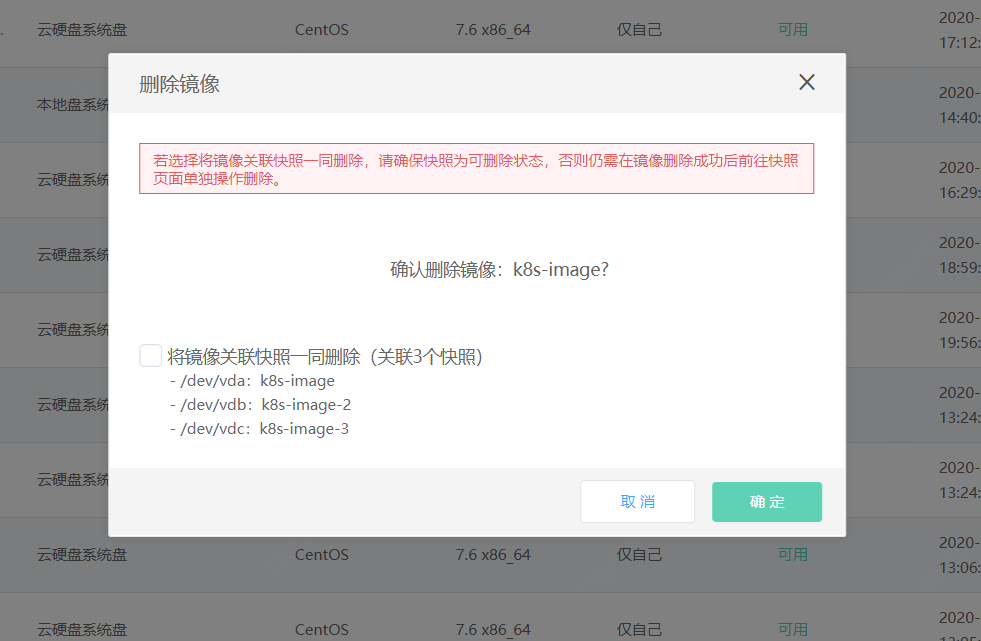 云硬盘系统盘 CentOS 7.6 x86_64 仅自己 可用 2020-
17:12:
删除镜像
本地盘系统 2020-
14:40:
若选择将镜像关联快照一同删除，请确保快照为可删除状态，否则仍需在镜像删除成功后前往快照
页面单独操作删除。
云硬盘系统 2020-
16:29:
云硬盘系统 2020-
18:59:
确认删除镜像：k8s-image?
云硬盘系统 2020-
19:56:
将镜像关联快照一同删除（关联3个快照）
- /dev/vda：k8s-image
- /dev/vdb：k8s-image-2
- /dev/vdc：k8s-image-3
云硬盘系统 2020-
13:24:
云硬盘系统 2020-
13:24:
取 消 确 定
云硬盘系统盘 CentOS 7.6 x86_64 仅自己 可用 2020-
13:06:
云硬盘系统盘 CentOS 7.6 x86_64 仅自己 可用 2020-